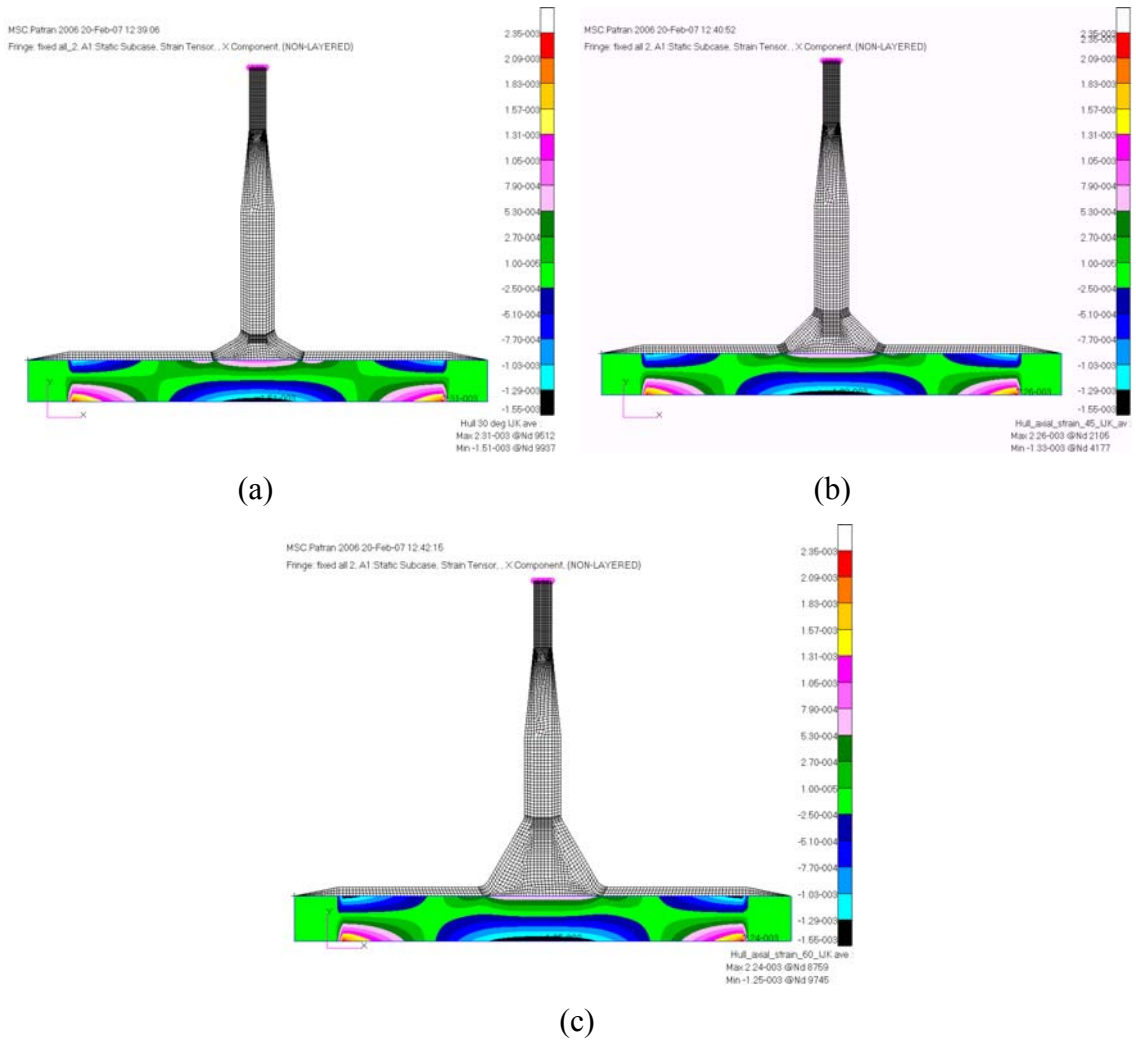 MSC.Patran 2006 20-Feb-07 12:39:06
Fringe: fixed all_2, A1:Static Subcase, Strain Tensor, , X Component, (NON-LAYERED)
2.35-003
2.09-003
1.83-003
1.57-003
1.31-003
1.05-003
7.90-004
5.30-004
2.70-004
1.00-005
-2.50-004
-5.10-004
-7.70-004
-1.03-003
-1.29-003
-1.55-003
Y
X
Hull 30 deg IJK ave :
Max 2.31-003 @Nd 9512
Min -1.51-003 @Nd 9937
(a)
MSC.Patran 2006 20-Feb-07 12:40:52
Fringe: fixed all 2, A1:Static Subcase, Strain Tensor, , X Component, (NON-LAYERED)
2.35-003
2.09-003
1.83-003
1.57-003
1.31-003
1.05-003
7.90-004
5.30-004
2.70-004
1.00-005
-2.50-004
-5.10-004
-7.70-004
-1.03-003
-1.29-003
-1.55-003
Y
X
Hull_axial_strain_45_IJK_av :
Max 2.26-003 @Nd 2105
Min -1.33-003 @Nd 4177
(b)
MSC.Patran 2006 20-Feb-07 12:42:15
Fringe: fixed all 2, A1:Static Subcase, Strain Tensor, , X Component, (NON-LAYERED)
2.35-003
2.09-003
1.83-003
1.57-003
1.31-003
1.05-003
7.90-004
5.30-004
2.70-004
1.00-005
-2.50-004
-5.10-004
-7.70-004
-1.03-003
-1.29-003
-1.55-003
Y
X
Hull_axial_strain_60_IJK ave :
Max 2.24-003 @Nd 8759
Min -1.25-003 @Nd 9745
(c)